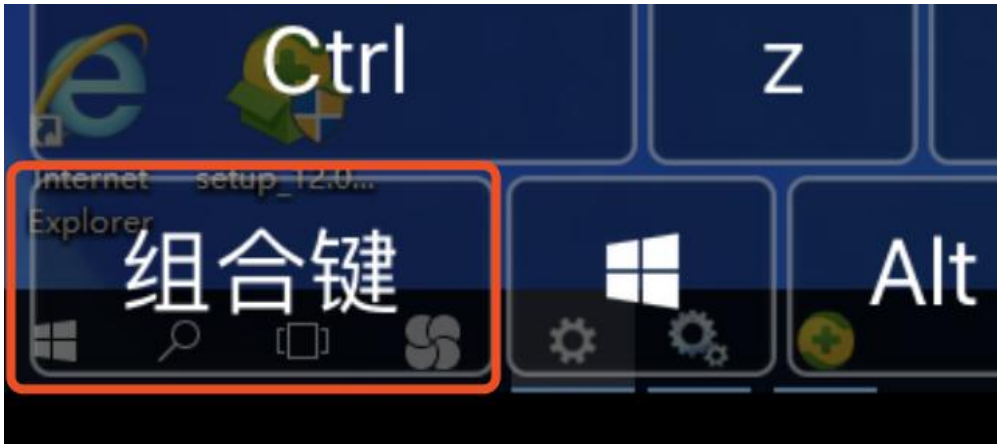 Ctrl
z
Internet
Explorer
setup_12.0...
组合键
Alt